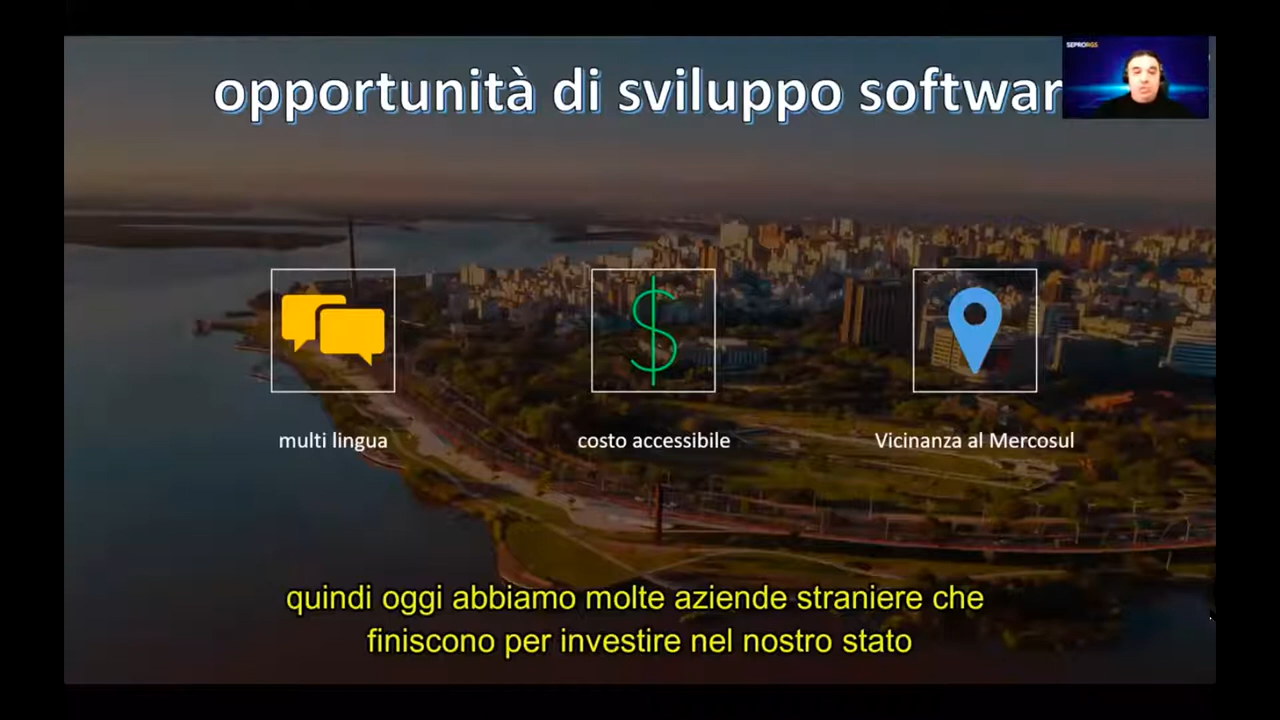 opportunità di sviluppo softwar
SEPRORGS
multi lingua
costo accessibile
Vicinanza al Mercosul
quindi oggi abbiamo molte aziende straniere che
finiscono per investire nel nostro stato